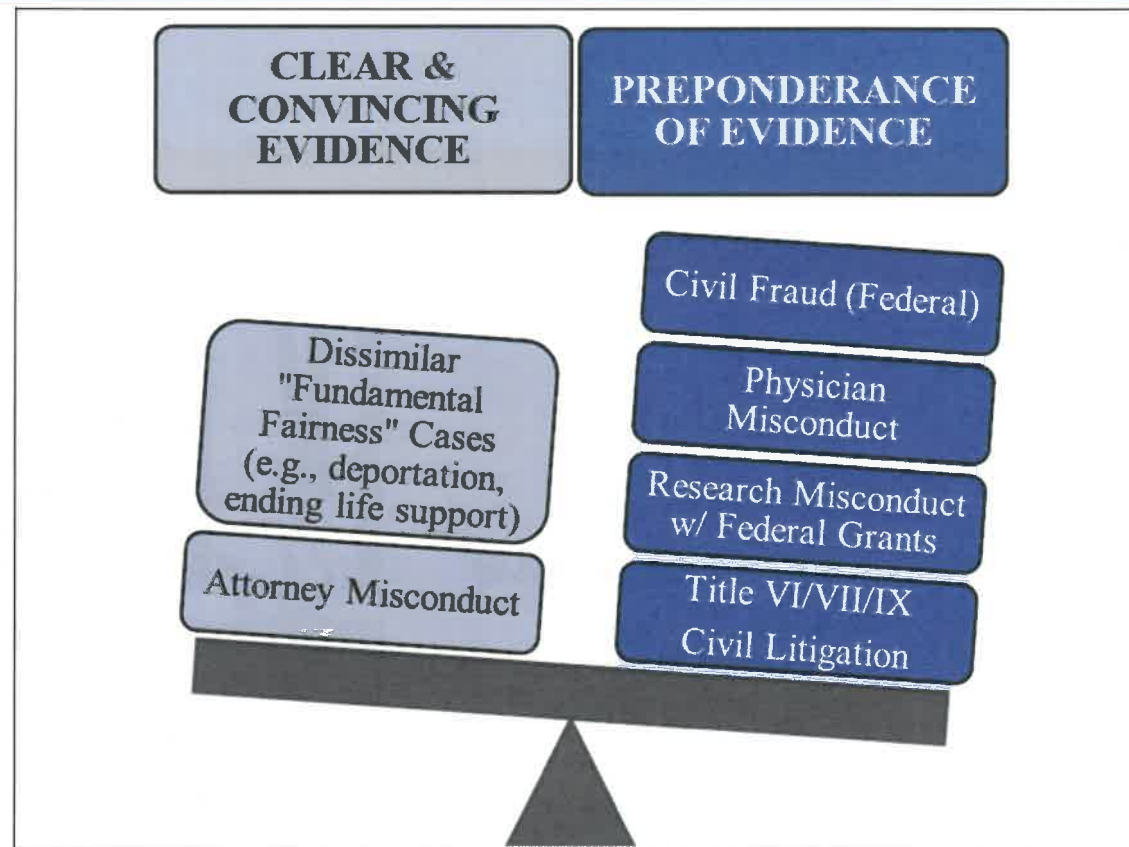 CLEAR &
CONVINCING
EVIDENCE
PREPONDERANCE
OF EVIDENCE
Dissimilar
"Fundamental
Fairness" Cases
(e.g., deportation,
ending life support)
Attorney Misconduct
Civil Fraud (Federal)
Physician
Misconduct
Research Misconduct
w/ Federal Grants
Title VI/VII/IX
Civil Litigation